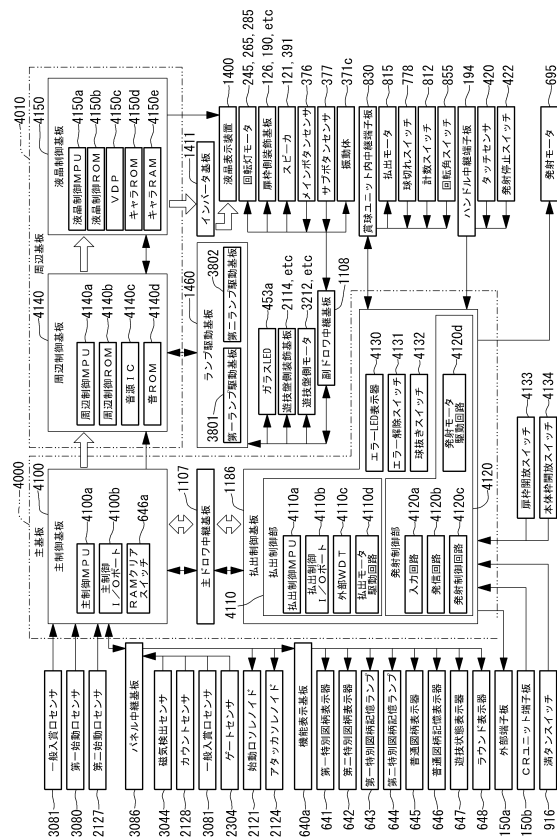 4010
4150
周辺基板
液晶制御基板
4150a
液晶制御MPU
4150b
液晶制御ROM
4150c
VDP
4150d
キャラROM
4150e
キャラRAM
4140
周辺制御基板
4140a
周辺制御MPU
4140b
周辺制御ROM
4140c
音源IC
4140d
音ROM
4000
主基板
4100
主制御基板
4100a
主制御MPU
4100b
主制御
I/Oポート
646a
RAMクリア
スイッチ
1411
インバータ基板
1400
液晶表示装置
245, 265, 285
回転灯モータ
126, 190, etc
扉枠側装飾基板
121, 391
スピーカ
376
メインボタンセンサ
377
サブボタンセンサ
371c
振動体
1460
ランプ駆動基板
3802
第二ランプ駆動基板
3801
第一ランプ駆動基板
453a
ガラスLED
2114, etc
遊技盤側装飾基板
3212, etc
遊技盤側モータ
1108
副ドロワ中継基板
1107
主ドロワ中継基板
1186
払出制御基板
4110
払出制御部
4110a
払出制御MPU
4110b
払出制御
I/Oポート
4110c
外部WDT
4110d
払出モータ
駆動回路
4130
エラーLED表示器
4131
エラー解除スイッチ
4132
球抜きスイッチ
4120
発射制御部
4120a
入力回路
4120b
発信回路
4120c
発射制御回路
4120d
発射モータ
駆動回路
830
賞球ユニット内中継端子板
815
払出モータ
778
球切れスイッチ
812
計数スイッチ
855
回転角スイッチ
194
ハンドル中継端子板
420
タッチセンサ
422
発射停止スイッチ
695
発射モータ
4133
扉枠開放スイッチ
4134
本体枠開放スイッチ
一般入賞口センサ
3081
第一始動口センサ
3080
第二始動口センサ
2127
パネル中継基板
3086
磁気検出センサ
3044
カウントセンサ
2128
一般入賞口センサ
3081
ゲートセンサ
2304
始動口ソレノイド
2121
アタッカソレノイド
2124
機能表示基板
640a
第一特別図柄表示器
641
第二特別図柄表示器
642
第一特別図柄記憶ランプ
643
第二特別図柄記憶ランプ
644
普通図柄表示器
645
普通図柄記憶表示器
646
遊技状態表示器
647
ラウンド表示器
648
外部端子板
150a
CRユニット端子板
150b
満タンスイッチ
916